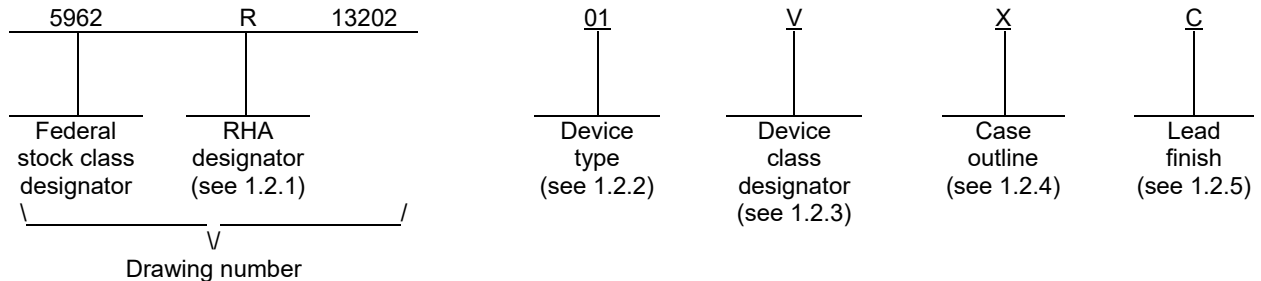 5962 R 13202 01 V X C
Federal stock class designator
RHA designator (see 1.2.1)
Device type (see 1.2.2)
Device class designator (see 1.2.3)
Case outline (see 1.2.4)
Lead finish (see 1.2.5)
Drawing number